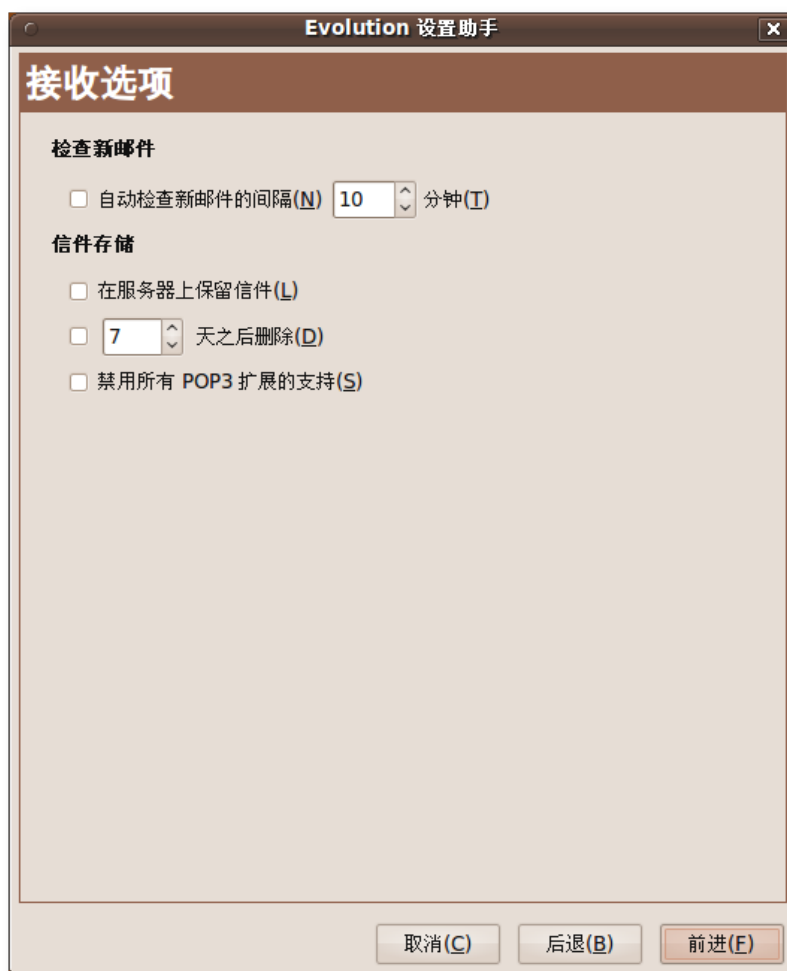 Evolution 设置助手
接收选项
检查新邮件
自动检查新邮件的间隔(N) 10 分钟(T)
信件存储
在服务器上保留信件(L)
7 天之后删除(D)
禁用所有 POP3 扩展的支持(S)
取消(C) 后退(B) 前进(F)